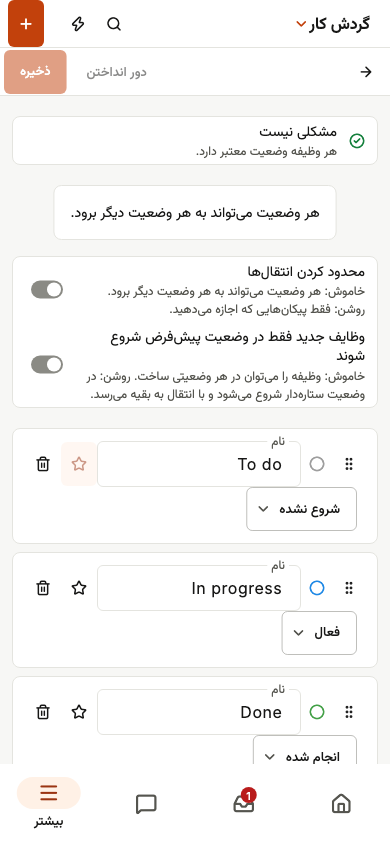 گردش کار
دور انداختن
ذخیره
مشکلی نیست
هر وظیفه وضعیت معتبر دارد.
هر وضعیت می‌تواند به هر وضعیت دیگر برود.
محدود کردن انتقال‌ها
خاموش: هر وظیفه می‌تواند به هر وضعیت دیگر برود.
روشن: فقط پیکان‌هایی که اجازه می‌دهید.
وظایف جدید فقط در وضعیت پیش‌فرض شروع
شوند
خاموش: وظیفه را می‌توان در هر وضعیتی ساخت. روشن: در
وضعیت ستاره‌دار شروع می‌شود و با انتقال به بقیه می‌رسد.
نام
To do
شروع نشده
نام
In progress
فعال
نام
Done
انجام شده
1
بیشتر